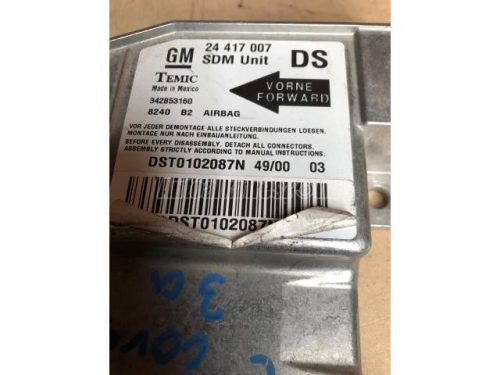 GM 24 417 007 DS
SDM Unit
TEMIC
Made in Mexico
VORNE
FORWARD
342853160
8240 B2 AIRBAG
VOR JEDER DEMONTAGE ALLE STECKVERBINDUNGEN LOESEN.
MONTAGE NUR NACH EINBAUANLEITUNG.
BEFORE EVERY DISASSEMBLY, DETACH ALL CONNECTORS.
ASSEMBLY STRICTLY ACCORDING TO MANUAL INSTRUCTIONS.
DST0102087N 49/00 03
DST0102087
3a